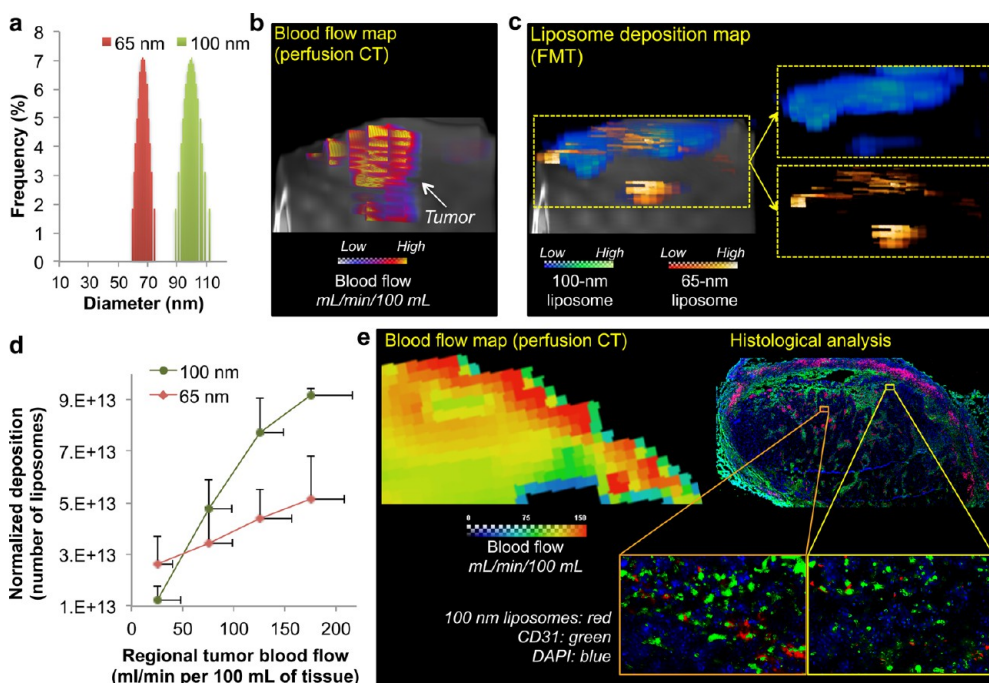 a
65 nm 100 nm
8
7
6
5
4
3
2
1
0
Frequency (%)
10 30 50 70 90 110
Diameter (nm)
b
Blood flow map
(perfusion CT)
Tumor
Low High
Blood flow
mL/min/100 mL
c
Liposome deposition map
(FMT)
Low High
100-nm
liposome
Low High
65-nm
liposome
d
100 nm
65 nm
9.E+13
7.E+13
5.E+13
3.E+13
1.E+13
Normalized deposition
(number of liposomes)
0 50 100 150 200
Regional tumor blood flow
(ml/min per 100 mL of tissue)
e
Blood flow map (perfusion CT)
0 75 150
Blood flow
mL/min/100 mL
Histological analysis
100 nm liposomes: red
CD31: green
DAPI: blue